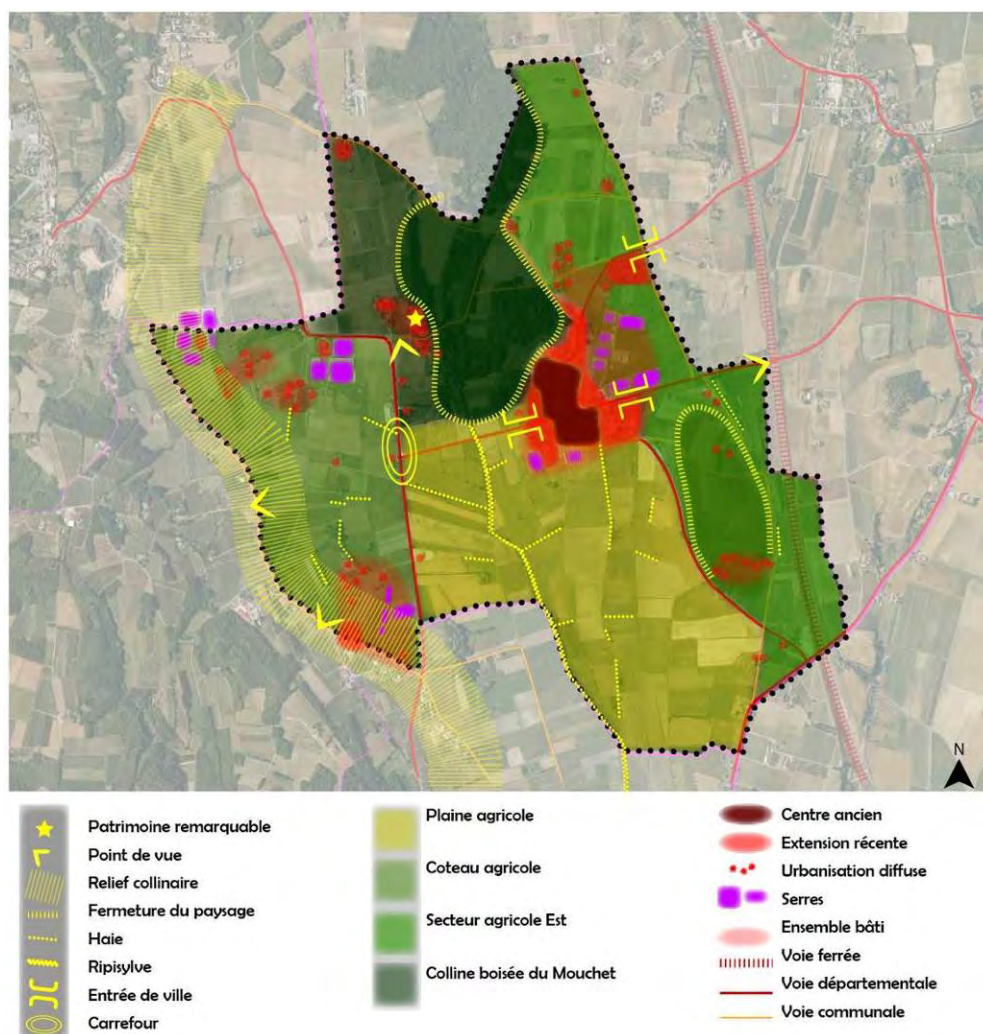 N
Patrimoine remarquable
Point de vue
Relief collinaire
Fermeture du paysage
Haie
Ripisylve
Entrée de ville
Carrefour
Plaine agricole
Coteau agricole
Secteur agricole Est
Colline boisée du Mouchet
Centre ancien
Extension récente
Urbanisation diffuse
Serres
Ensemble bâti
Voie ferrée
Voie départementale
Voie communale